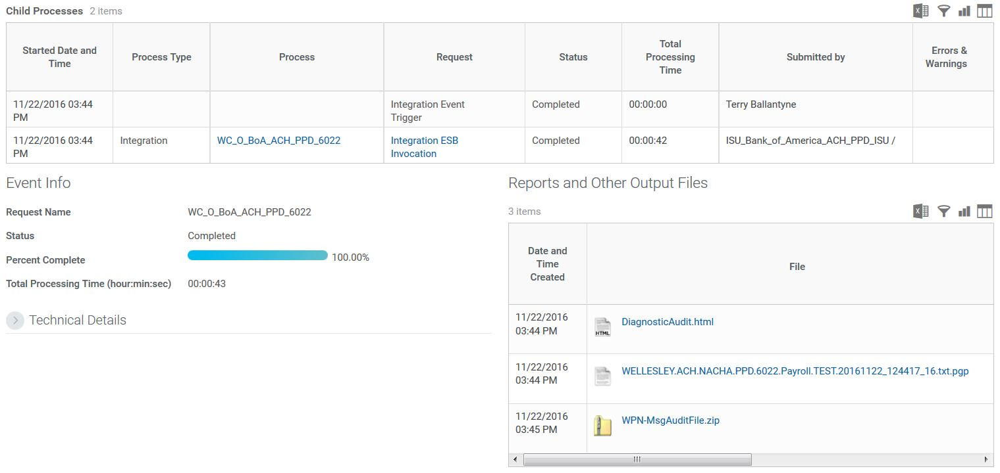 Child Processes 2 items
Started Date and Time
Process Type
Process
Request
Status
Total Processing Time
Submitted by
Errors & Warnings
11/22/2016 03:44 PM
Integration Event Trigger
Completed
00:00:00
Terry Ballantyne
11/22/2016 03:44 PM
Integration
WC_O_BoA_ACH_PPD_6022
Integration ESB Invocation
Completed
00:00:42
ISU_Bank_of_America_ACH_PPD_ISU /
Event Info
Request Name WC_O_BoA_ACH_PPD_6022
Status Completed
Percent Complete 100.00%
Total Processing Time (hour:min:sec) 00:00:43
Technical Details
Reports and Other Output Files
3 items
Date and Time Created
File
11/22/2016 03:44 PM
HTML
DiagnosticAudit.html
11/22/2016 03:44 PM
WELLESLEY.ACH.NACHA.PPD.6022.Payroll.TEST.20161122_124417_16.txt.pgp
11/22/2016 03:45 PM
WPN-MsgAuditFile.zip